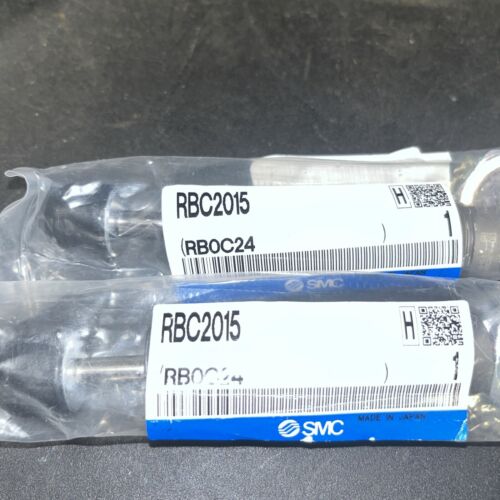 RBC2015
H
(RB0C24 )
1
SMC
RBC2015
H
(RB0C24 )
1
MADE IN JAPAN
SMC